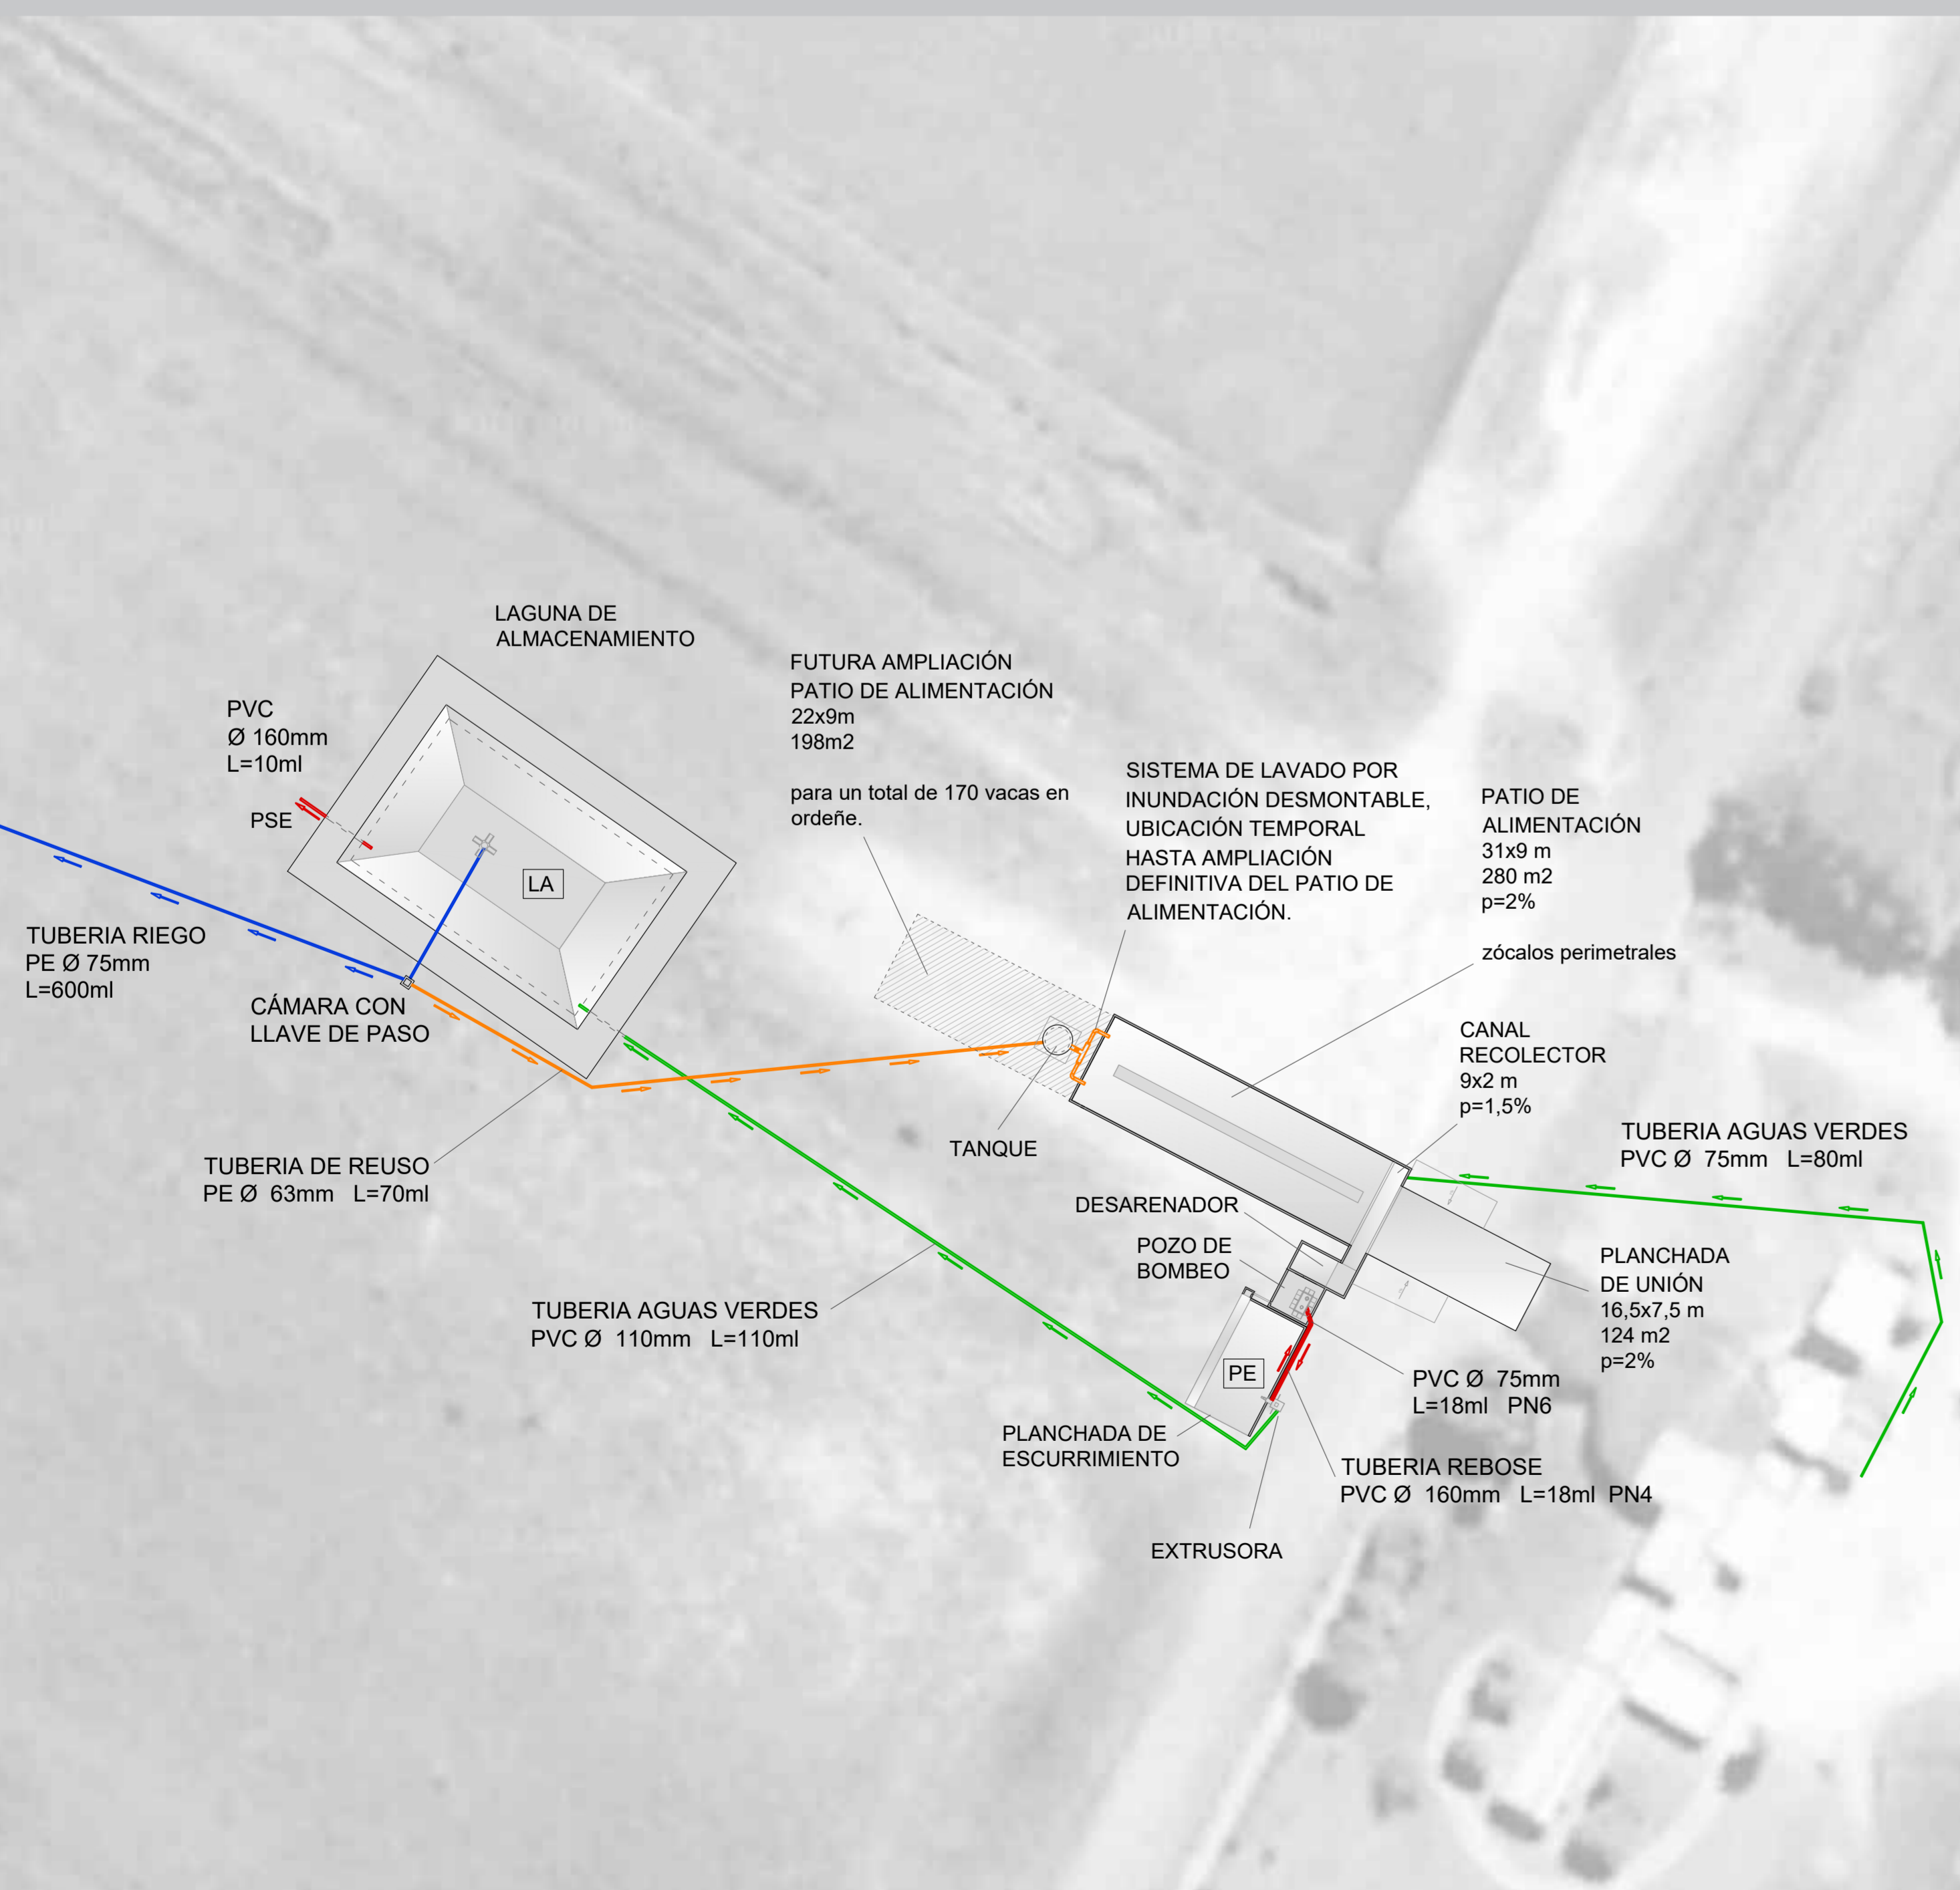 LAGUNA DE
ALMACENAMIENTO
PVC
Ø 160mm
L=10ml
PSE
LA
TUBERIA RIEGO
PE Ø 75mm
L=600ml
CÁMARA CON
LLAVE DE PASO
TUBERIA DE REUSO
PE Ø 63mm L=70ml
FUTURA AMPLIACIÓN
PATIO DE ALIMENTACIÓN
22x9m
198m2
para un total de 170 vacas en
ordeñe.
SISTEMA DE LAVADO POR
INUNDACIÓN DESMONTABLE,
UBICACIÓN TEMPORAL
HASTA AMPLIACIÓN
DEFINITIVA DEL PATIO DE
ALIMENTACIÓN.
PATIO DE
ALIMENTACIÓN
31x9 m
280 m2
p=2%
zócalos perimetrales
CANAL
RECOLECTOR
9x2 m
p=1,5%
TUBERIA AGUAS VERDES
PVC Ø 75mm L=80ml
TANQUE
DESARENADOR
POZO DE
BOMBEO
PLANCHADA
DE UNIÓN
16,5x7,5 m
124 m2
p=2%
TUBERIA AGUAS VERDES
PVC Ø 110mm L=110ml
PE
PVC Ø 75mm
L=18ml PN6
PLANCHADA DE
ESCURRIMIENTO
TUBERIA REBOSE
PVC Ø 160mm L=18ml PN4
EXTRUSORA